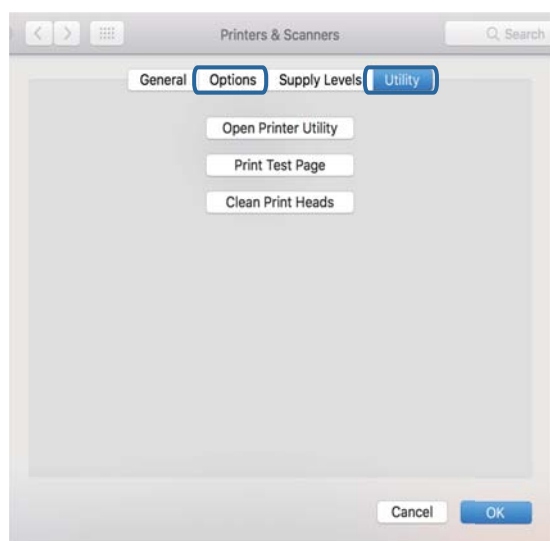 Printers & Scanners Search
General Options Supply Levels Utility
Open Printer Utility
Print Test Page
Clean Print Heads
Cancel OK